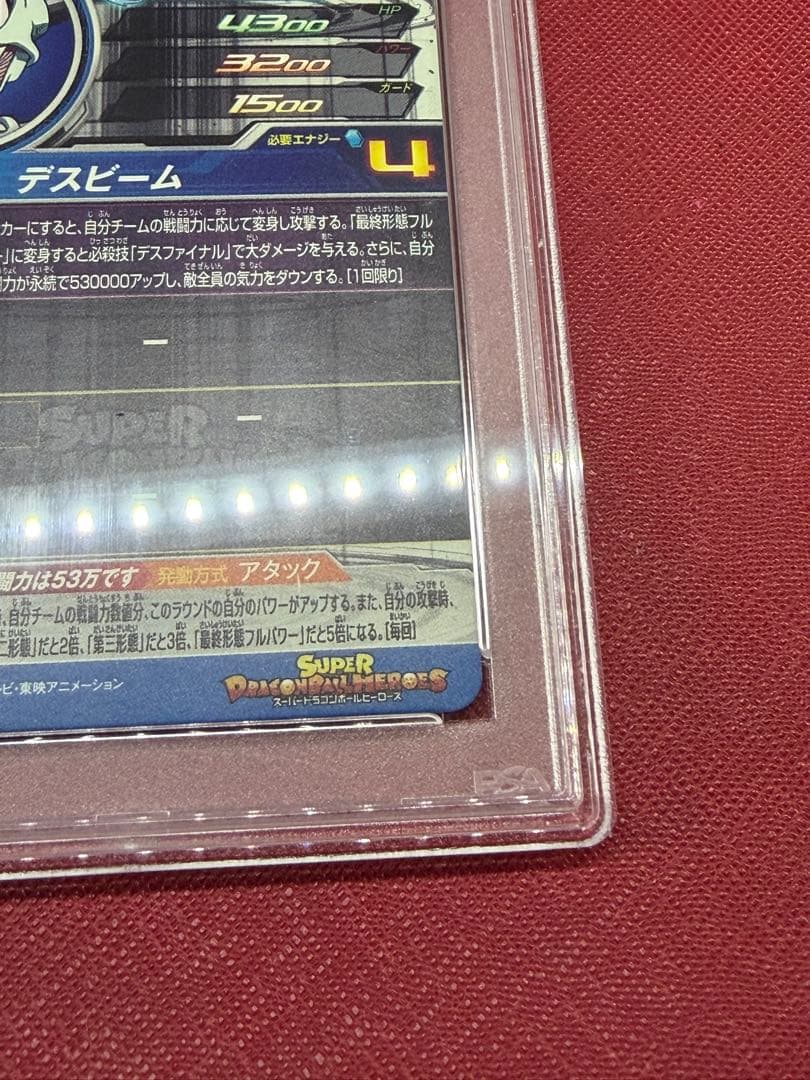 HP
4300
パワー
3200
ガード
1500
必要エナジー 4
デスビーム
カーにすると、自分チームの戦闘力に応じて変身し攻撃する。「最終形態フル
」に変身すると必殺技「デスファイナル」で大ダメージを与える。さらに、自分
力が永続で530000アップし、敵全員の気力をダウンする。[1回限り]
SUPER
闘力は53万です 発動方式 アタック
、自分チームの戦闘力数値分、このラウンドの自分のパワーがアップする。また、自分の攻撃時、
二形態」だと2倍、「第三形態」だと3倍、「最終形態フルパワー」だと5倍になる。[毎回]
レビ・東映アニメーション
SUPER
DRAGONBALL HEROES
スーパードラゴンボールヒーローズ
PSA